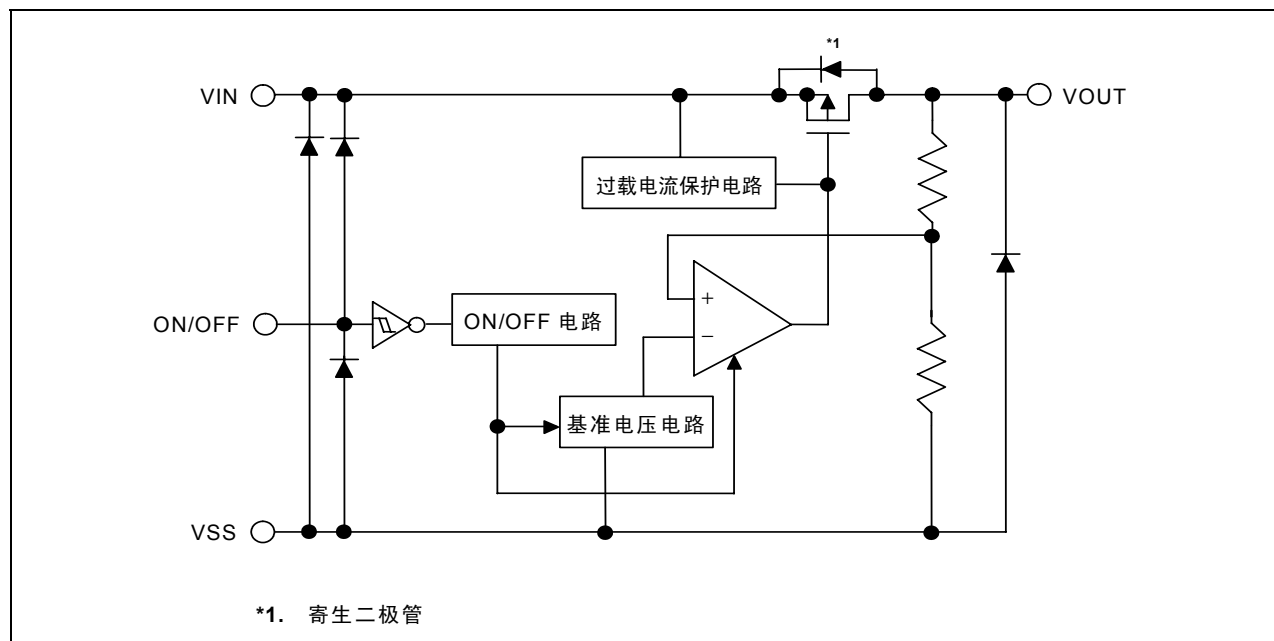 *1
VIN
VOUT
过载电流保护电路
+
ON/OFF
ON/OFF 电路
−
基准电压电路
VSS
*1. 寄生二极管